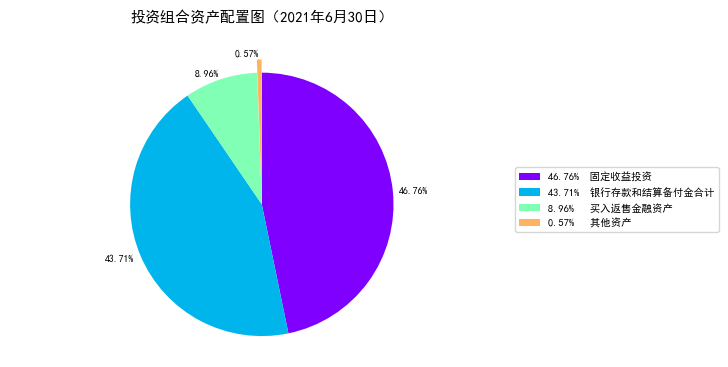 投资组合资产配置图（2021年6月30日）
0.57%
8.96%
46.76%
43.71%
46.76% 固定收益投资
43.71% 银行存款和结算备付金合计
8.96% 买入返售金融资产
0.57% 其他资产